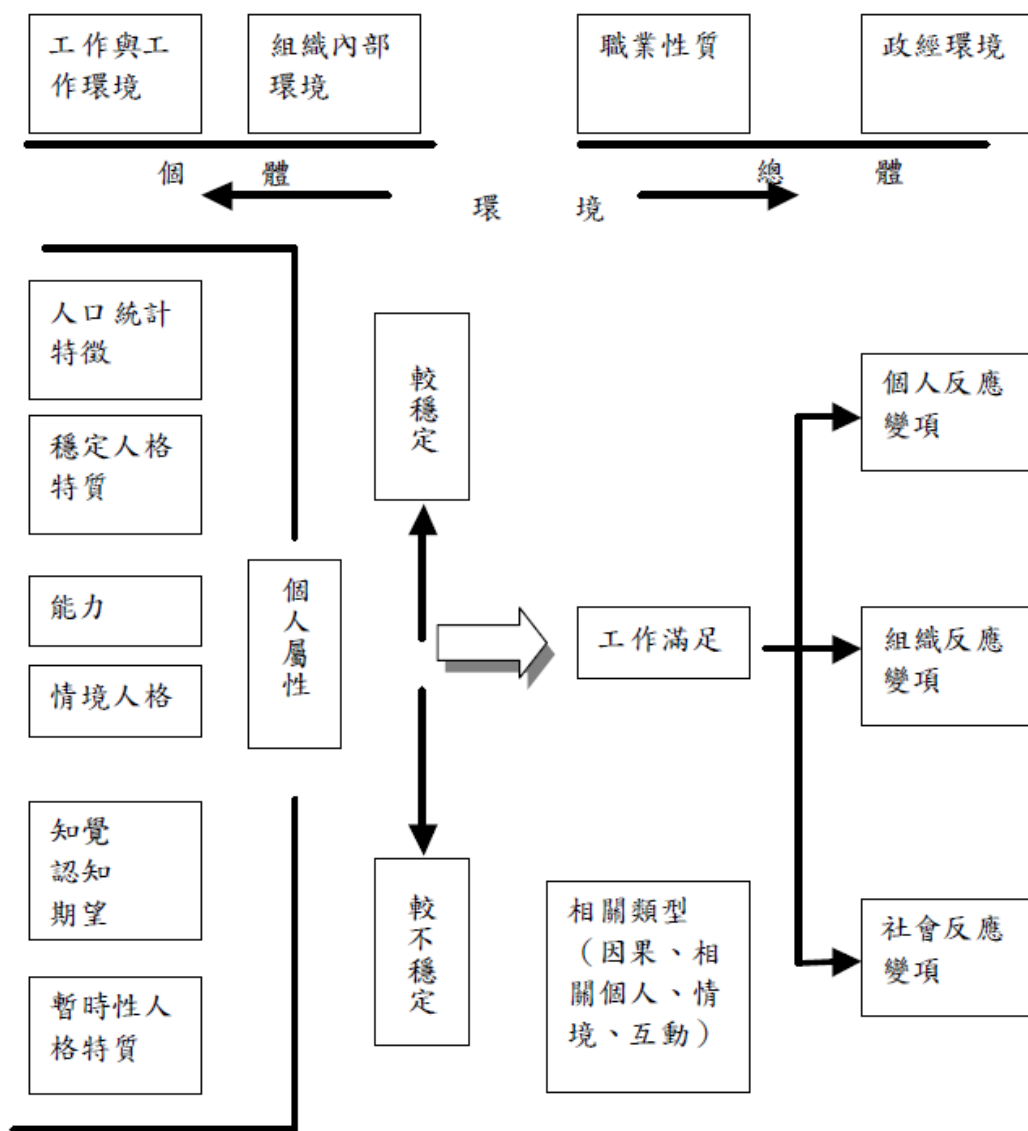 工作與工
作環境
組織內部
環境
職業性質
政經環境
個體
總體
環境
人口統計
特徵
穩定人格
特質
能力
情境人格
知覺
認知
期望
暫時性人
格特質
個人屬性
較穩定
較不穩定
工作滿足
相關類型
（因果、相
關個人、情
境、互動）
個人反應
變項
組織反應
變項
社會反應
變項